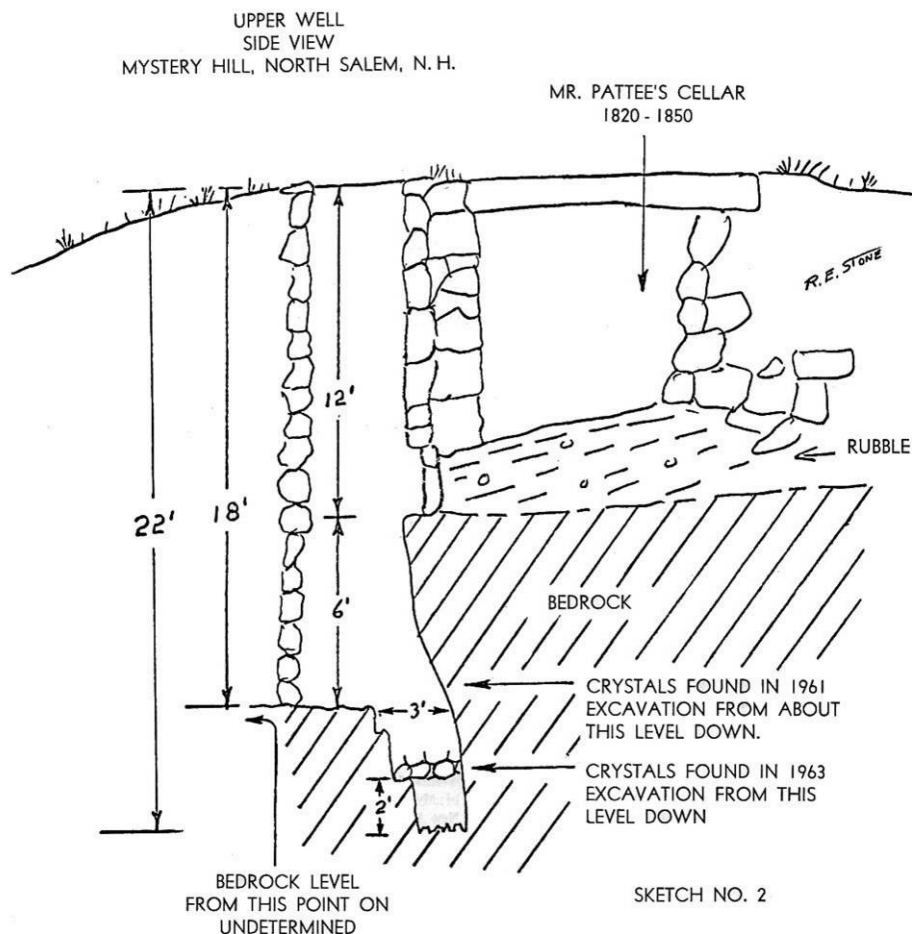 UPPER WELL
SIDE VIEW
MYSTERY HILL, NORTH SALEM, N.H.
MR. PATTEE'S CELLAR
1820 - 1850
R.E. STONE
12'
RUBBLE
22'
18'
6'
BEDROCK
CRYSTALS FOUND IN 1961
EXCAVATION FROM ABOUT
THIS LEVEL DOWN.
3'
CRYSTALS FOUND IN 1963
EXCAVATION FROM THIS
LEVEL DOWN
2'
BEDROCK LEVEL
FROM THIS POINT ON
UNDETERMINED
SKETCH NO. 2